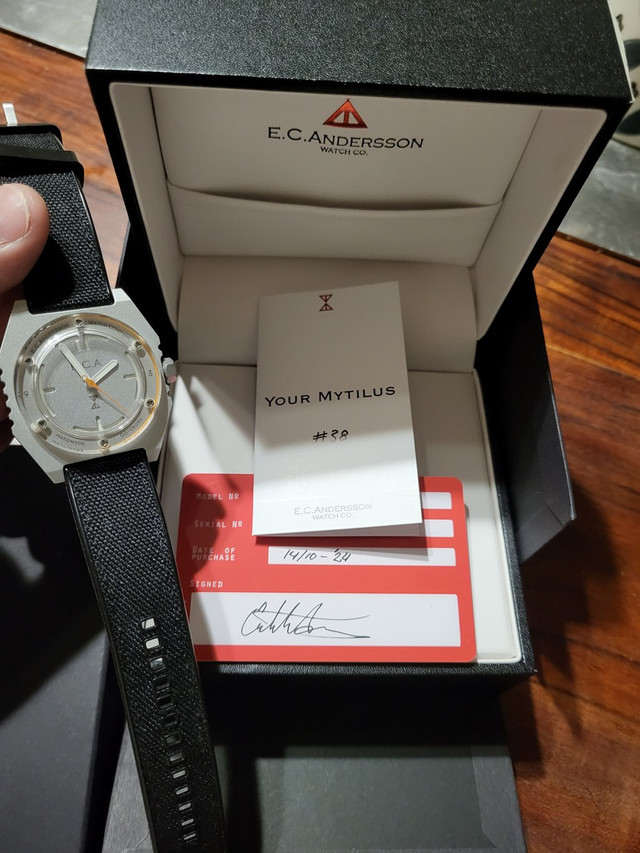 E.C.ANDERSSON
WATCH CO.
E.C.A
HANDMADE
YOUR MYTILUS
#38
E.C.ANDERSSON
WATCH CO.
MODEL NR
SERIAL NR
DATE OF
PURCHASE
14/10-24
SIGNED